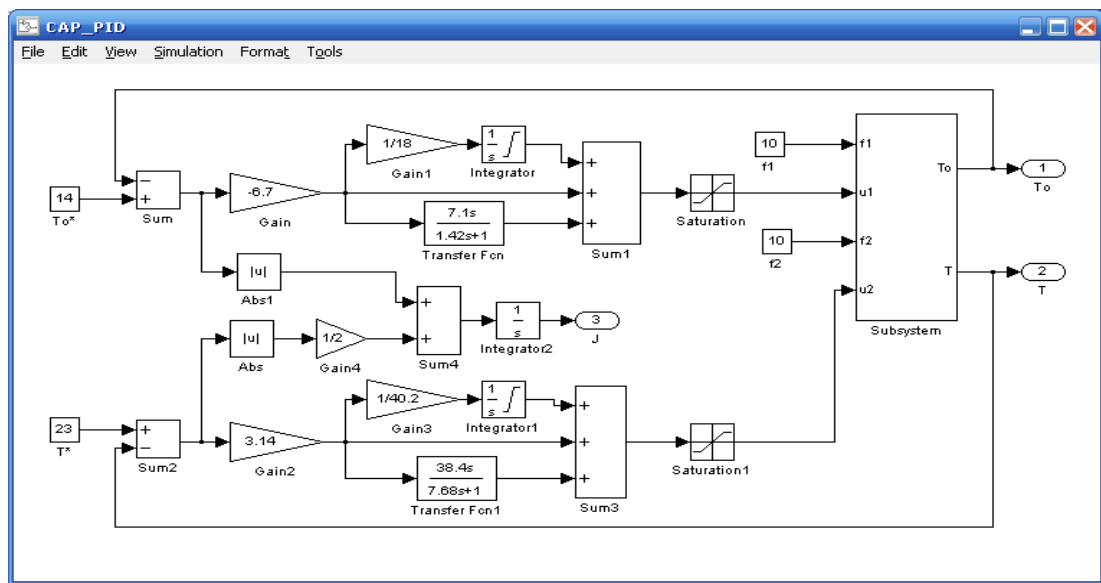 CAP_PID
File Edit View Simulation Format Tools
14
To*
Sum
-6.7
Gain
1/18
Gain1
1
s
Integrator
7.1s
1.42s+1
Transfer Fcn
Sum1
Saturation
10
f1
10
f2
f1
u1
f2
u2
To
T
Subsystem
1
To
2
T
|u|
Abs1
|u|
Abs
1/2
Gain4
Sum4
1
s
Integrator2
3
J
23
T*
Sum2
3.14
Gain2
1/40.2
Gain3
1
s
Integrator1
38.4s
7.68s+1
Transfer Fcn1
Sum3
Saturation1